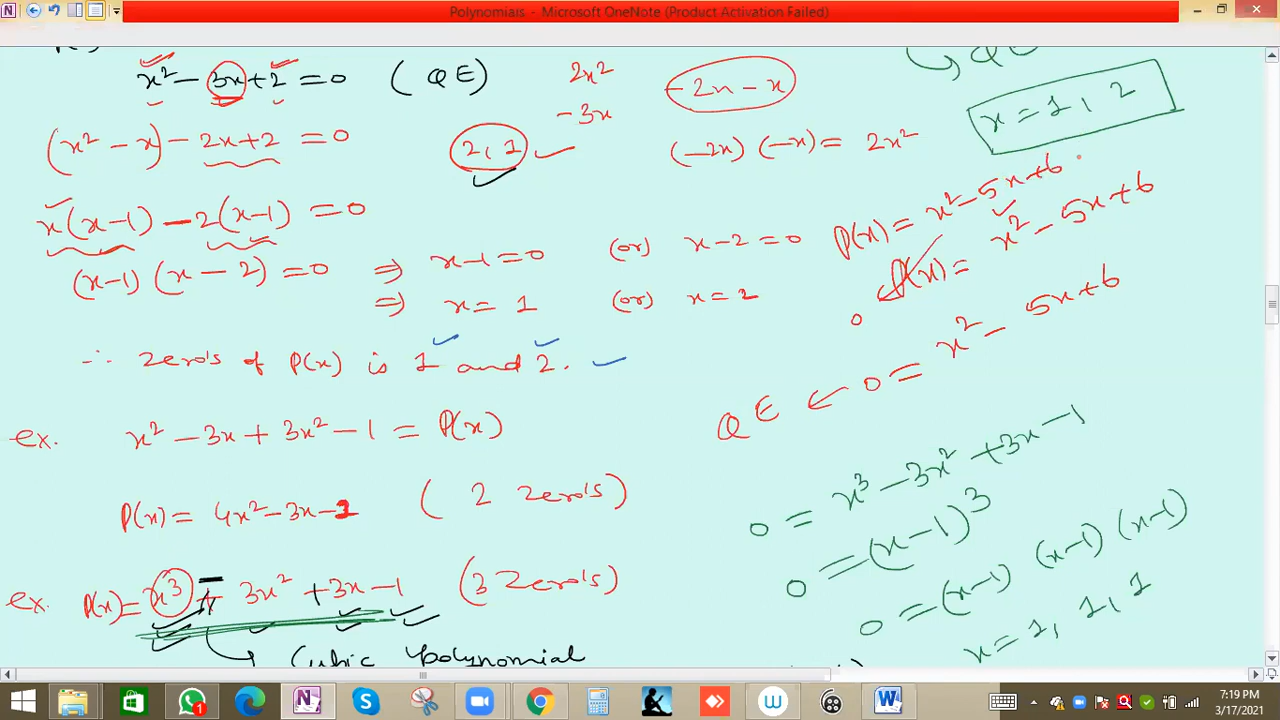 Polynomials - Microsoft OneNote (Product Activation Failed)
x² - 3x + 2 = 0 (QE)
(x² - x) - 2x + 2 = 0
x(x-1) - 2(x-1) = 0
(x-1) (x-2) = 0 ⇒ x-1=0 (or) x-2=0
⇒ x = 1 (or) x = 2
∴ Zero's of P(x) is 1 and 2.
2x²
-3x
2, 1
-2x - x
(-2x) (-x) = 2x²
QE
x = 1, 2
P(x) = x² - 5x + 6
P(x) = x² - 5x + 6
0
QE ← 0 = x² - 5x + 6
ex. x² - 3x + 3x² - 1 = P(x)
P(x) = 4x² - 3x - 1 (2 Zero's)
ex. P(x) = x³ - 3x² + 3x - 1 (3 Zero's)
Cubic Polynomial
0 = x³ - 3x² + 3x - 1
0 = (x-1)³
0 = (x-1) (x-1) (x-1)
x = 1, 1, 1
7:19 PM
3/17/2021